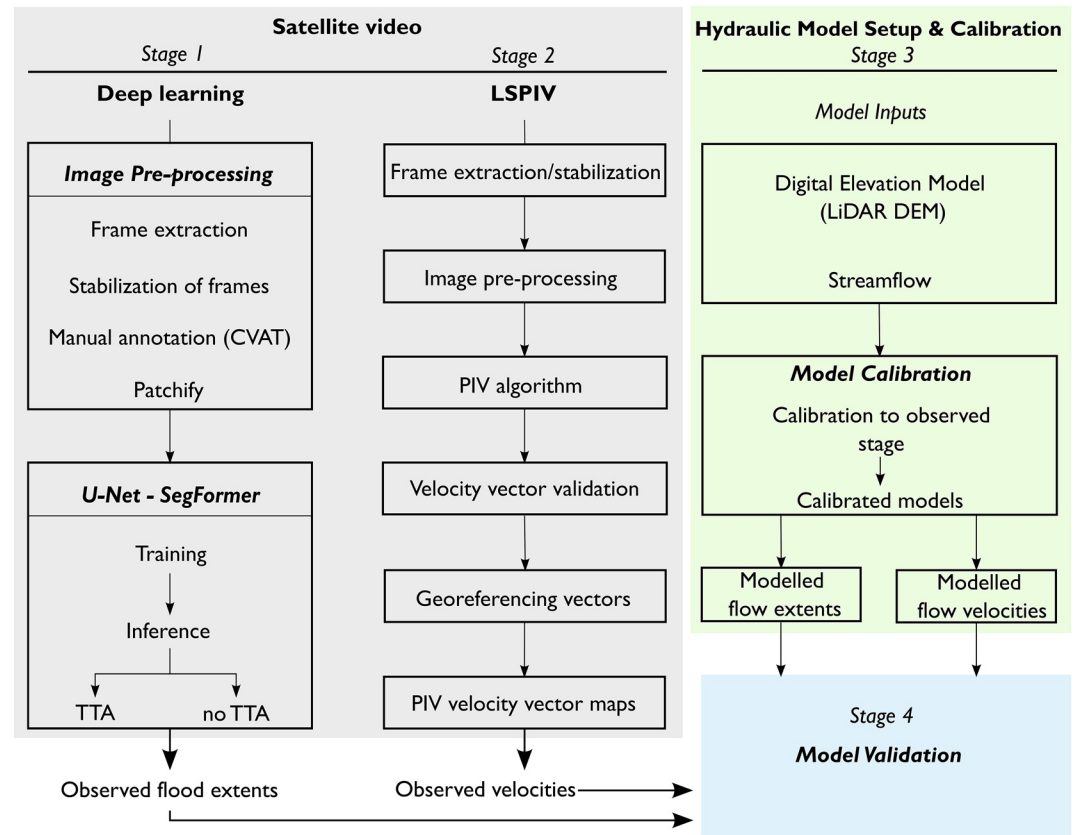 Satellite video
Stage 1
Deep learning
Image Pre-processing
Frame extraction
Stabilization of frames
Manual annotation (CVAT)
Patchify
U-Net - SegFormer
Training
Inference
TTA
no TTA
Observed flood extents
Stage 2
LSPIV
Frame extraction/stabilization
Image pre-processing
PIV algorithm
Velocity vector validation
Georeferencing vectors
PIV velocity vector maps
Observed velocities
Hydraulic Model Setup & Calibration
Stage 3
Model Inputs
Digital Elevation Model
(LiDAR DEM)
Streamflow
Model Calibration
Calibration to observed
stage
Calibrated models
Modelled
flow extents
Modelled
flow velocities
Stage 4
Model Validation